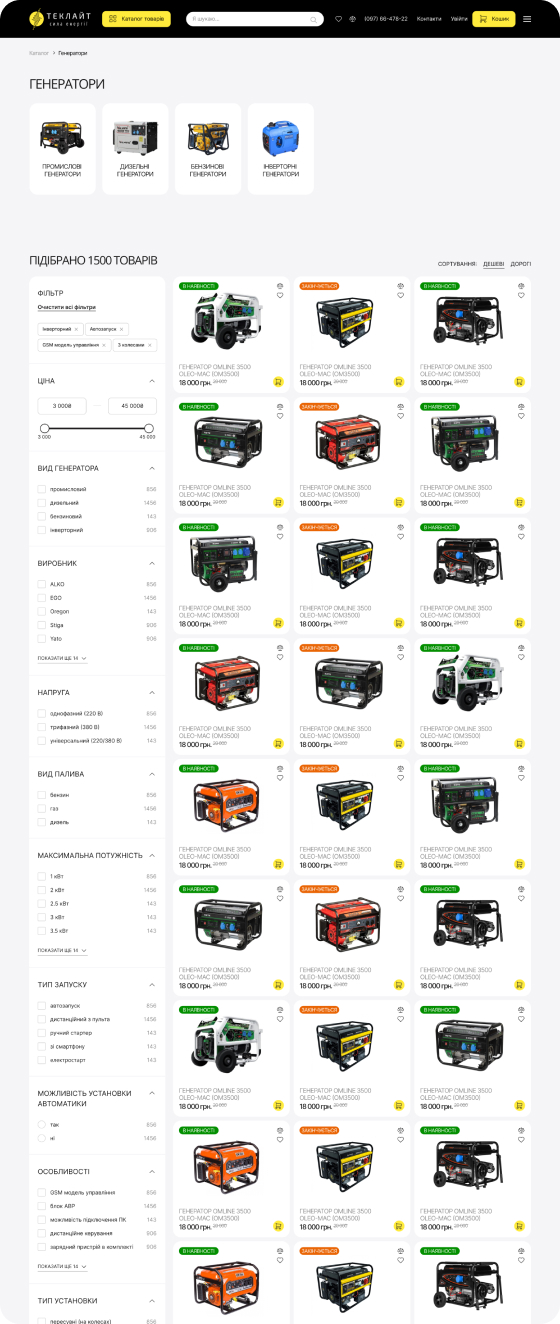 ТЕКЛАЙТ
сила енергії
Каталог товарів
Я шукаю...
(097) 66-478-22
Контакти
Увійти
Кошик
Каталог > Генератори
ГЕНЕРАТОРИ
ПРОМИСЛОВІ
ГЕНЕРАТОРИ
ДИЗЕЛЬНІ
ГЕНЕРАТОРИ
БЕНЗИНОВІ
ГЕНЕРАТОРИ
ІНВЕРТОРНІ
ГЕНЕРАТОРИ
ПІДІБРАНО 1500 ТОВАРІВ
СОРТУВАННЯ: ДЕШЕВІ ДОРОГІ
ФІЛЬТР
Очистити всі фільтри
Інверторний ×
Автозапуск ×
GSM модель управління ×
З колесами ×
ЦІНА
3 000₴
45 000₴
3 000
45 000
ВИД ГЕНЕРАТОРА
промисловий 856
дизельний 1456
бензиновий 143
інверторний 906
ВИРОБНИК
ALKO 856
EGO 1456
Oregon 143
Stiga 906
Yato 906
ПОКАЗАТИ ЩЕ 14
НАПРУГА
однофазний (220 В) 856
трифазний (380 В) 1456
універсальний (220/380 В) 143
ВИД ПАЛИВА
бензин 856
газ 1456
дизель 143
МАКСИМАЛЬНА ПОТУЖНІСТЬ
1 кВт 856
2 кВт 1456
2,5 кВт 143
3 кВт 143
3,5 кВт 143
ПОКАЗАТИ ЩЕ 14
ТИП ЗАПУСКУ
автозапуск 856
дистанційний з пульта 1456
ручний стартер 143
зі смартфону 143
електростарт 143
МОЖЛИВІСТЬ УСТАНОВКИ
АВТОМАТИКИ
так 856
ні 1456
ОСОБЛИВОСТІ
GSM модель управління 856
блок АВР 1456
можливість підключення ПК 143
дистанційне керування 906
зарядний пристрій в комплекті 906
ПОКАЗАТИ ЩЕ 14
ТИП УСТАНОВКИ
пересувні (на колесах) 856
В НАЯВНОСТІ
ГЕНЕРАТОР OMLINE 3500
OLEO-MAC (OM3500)
18 000 грн. 20 000
ЗАКІНЧУЄТЬСЯ
ГЕНЕРАТОР OMLINE 3500
OLEO-MAC (OM3500)
18 000 грн. 20 000
В НАЯВНОСТІ
ГЕНЕРАТОР OMLINE 3500
OLEO-MAC (OM3500)
18 000 грн. 20 000
В НАЯВНОСТІ
ГЕНЕРАТОР OMLINE 3500
OLEO-MAC (OM3500)
18 000 грн. 20 000
ЗАКІНЧУЄТЬСЯ
ГЕНЕРАТОР OMLINE 3500
OLEO-MAC (OM3500)
18 000 грн. 20 000
В НАЯВНОСТІ
ГЕНЕРАТОР OMLINE 3500
OLEO-MAC (OM3500)
18 000 грн. 20 000
В НАЯВНОСТІ
ГЕНЕРАТОР OMLINE 3500
OLEO-MAC (OM3500)
18 000 грн. 20 000
ЗАКІНЧУЄТЬСЯ
ГЕНЕРАТОР OMLINE 3500
OLEO-MAC (OM3500)
18 000 грн. 20 000
В НАЯВНОСТІ
ГЕНЕРАТОР OMLINE 3500
OLEO-MAC (OM3500)
18 000 грн. 20 000
В НАЯВНОСТІ
ГЕНЕРАТОР OMLINE 3500
OLEO-MAC (OM3500)
18 000 грн. 20 000
ЗАКІНЧУЄТЬСЯ
ГЕНЕРАТОР OMLINE 3500
OLEO-MAC (OM3500)
18 000 грн. 20 000
В НАЯВНОСТІ
ГЕНЕРАТОР OMLINE 3500
OLEO-MAC (OM3500)
18 000 грн. 20 000
В НАЯВНОСТІ
ГЕНЕРАТОР OMLINE 3500
OLEO-MAC (OM3500)
18 000 грн. 20 000
ЗАКІНЧУЄТЬСЯ
ГЕНЕРАТОР OMLINE 3500
OLEO-MAC (OM3500)
18 000 грн. 20 000
В НАЯВНОСТІ
ГЕНЕРАТОР OMLINE 3500
OLEO-MAC (OM3500)
18 000 грн. 20 000
В НАЯВНОСТІ
ГЕНЕРАТОР OMLINE 3500
OLEO-MAC (OM3500)
18 000 грн. 20 000
ЗАКІНЧУЄТЬСЯ
ГЕНЕРАТОР OMLINE 3500
OLEO-MAC (OM3500)
18 000 грн. 20 000
В НАЯВНОСТІ
ГЕНЕРАТОР OMLINE 3500
OLEO-MAC (OM3500)
18 000 грн. 20 000
В НАЯВНОСТІ
ГЕНЕРАТОР OMLINE 3500
OLEO-MAC (OM3500)
18 000 грн. 20 000
ЗАКІНЧУЄТЬСЯ
ГЕНЕРАТОР OMLINE 3500
OLEO-MAC (OM3500)
18 000 грн. 20 000
В НАЯВНОСТІ
ГЕНЕРАТОР OMLINE 3500
OLEO-MAC (OM3500)
18 000 грн. 20 000
В НАЯВНОСТІ
ГЕНЕРАТОР OMLINE 3500
OLEO-MAC (OM3500)
18 000 грн. 20 000
ЗАКІНЧУЄТЬСЯ
ГЕНЕРАТОР OMLINE 3500
OLEO-MAC (OM3500)
18 000 грн. 20 000
В НАЯВНОСТІ
ГЕНЕРАТОР OMLINE 3500
OLEO-MAC (OM3500)
18 000 грн. 20 000
В НАЯВНОСТІ
ЗАКІНЧУЄТЬСЯ
В НАЯВНОСТІ